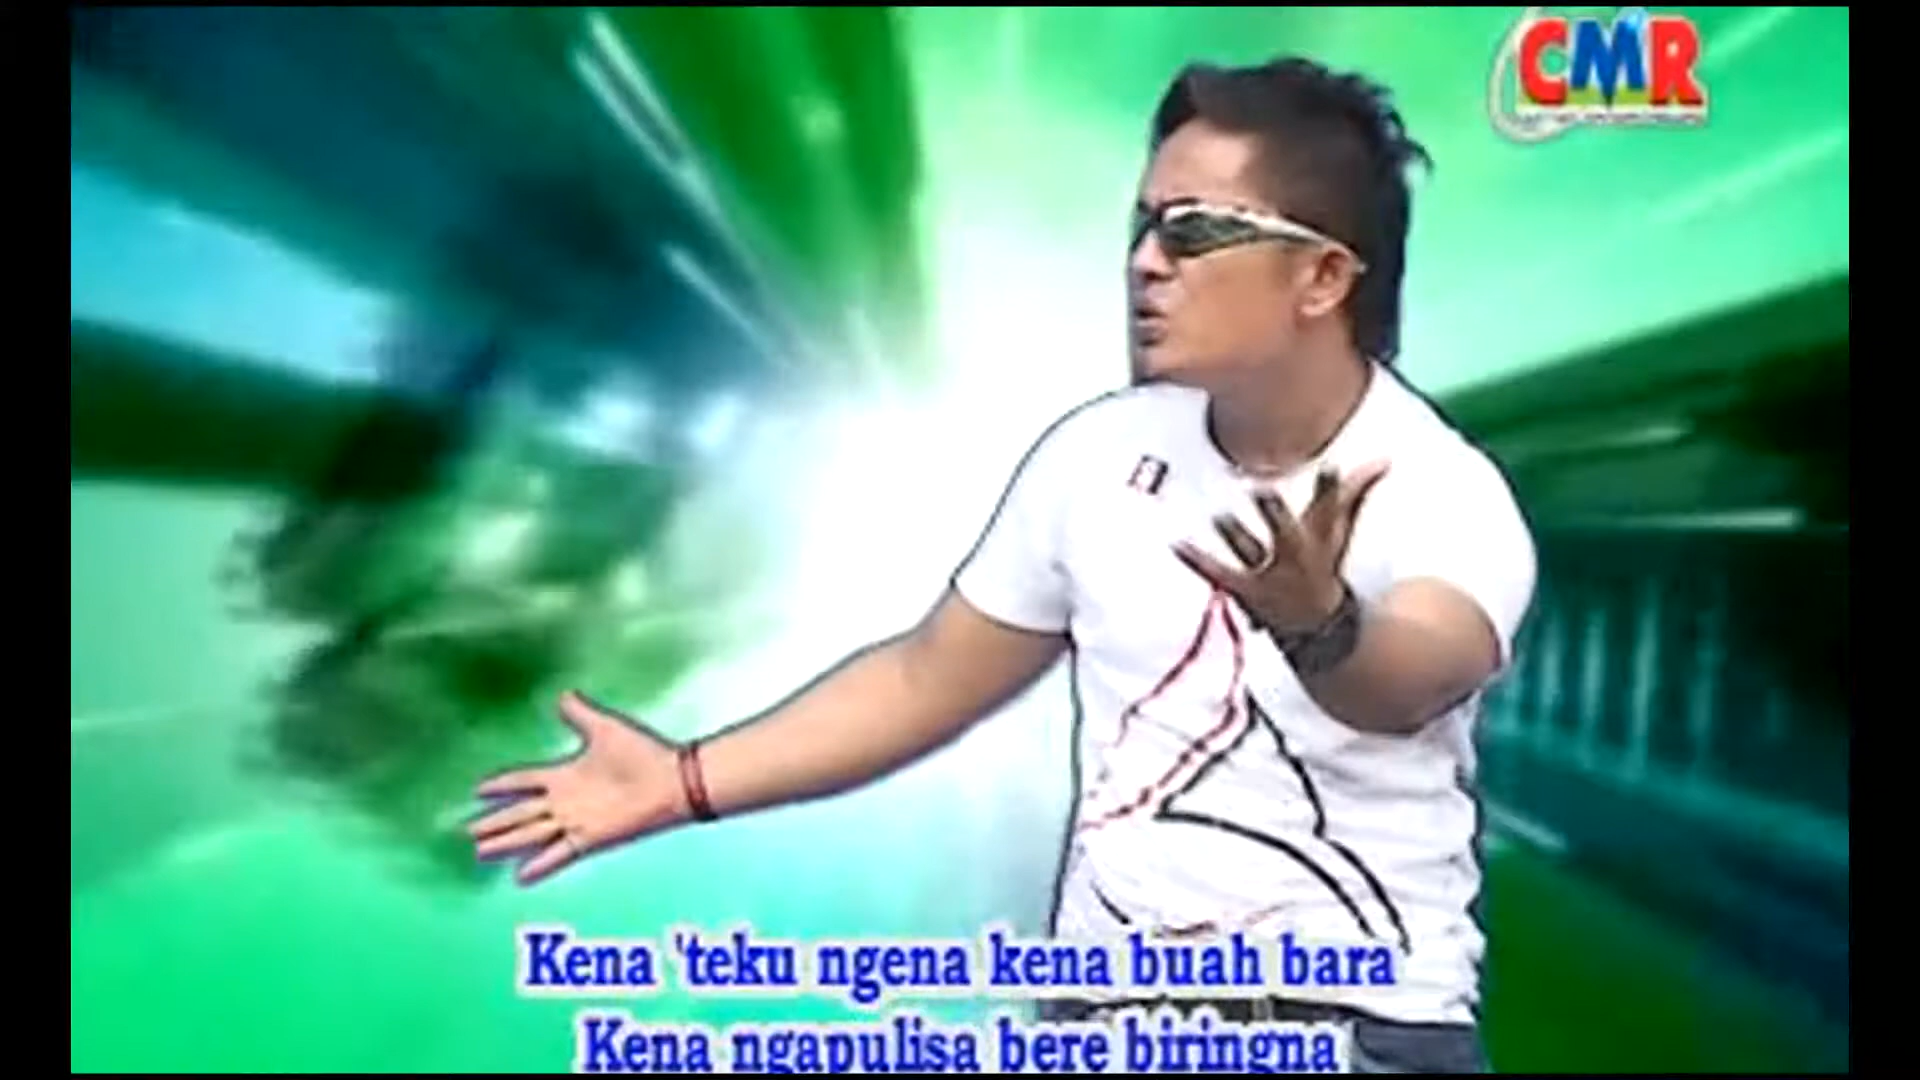 CMR
Kena 'teku ngena kena buah bara
Kena ngapulisa bere biringna